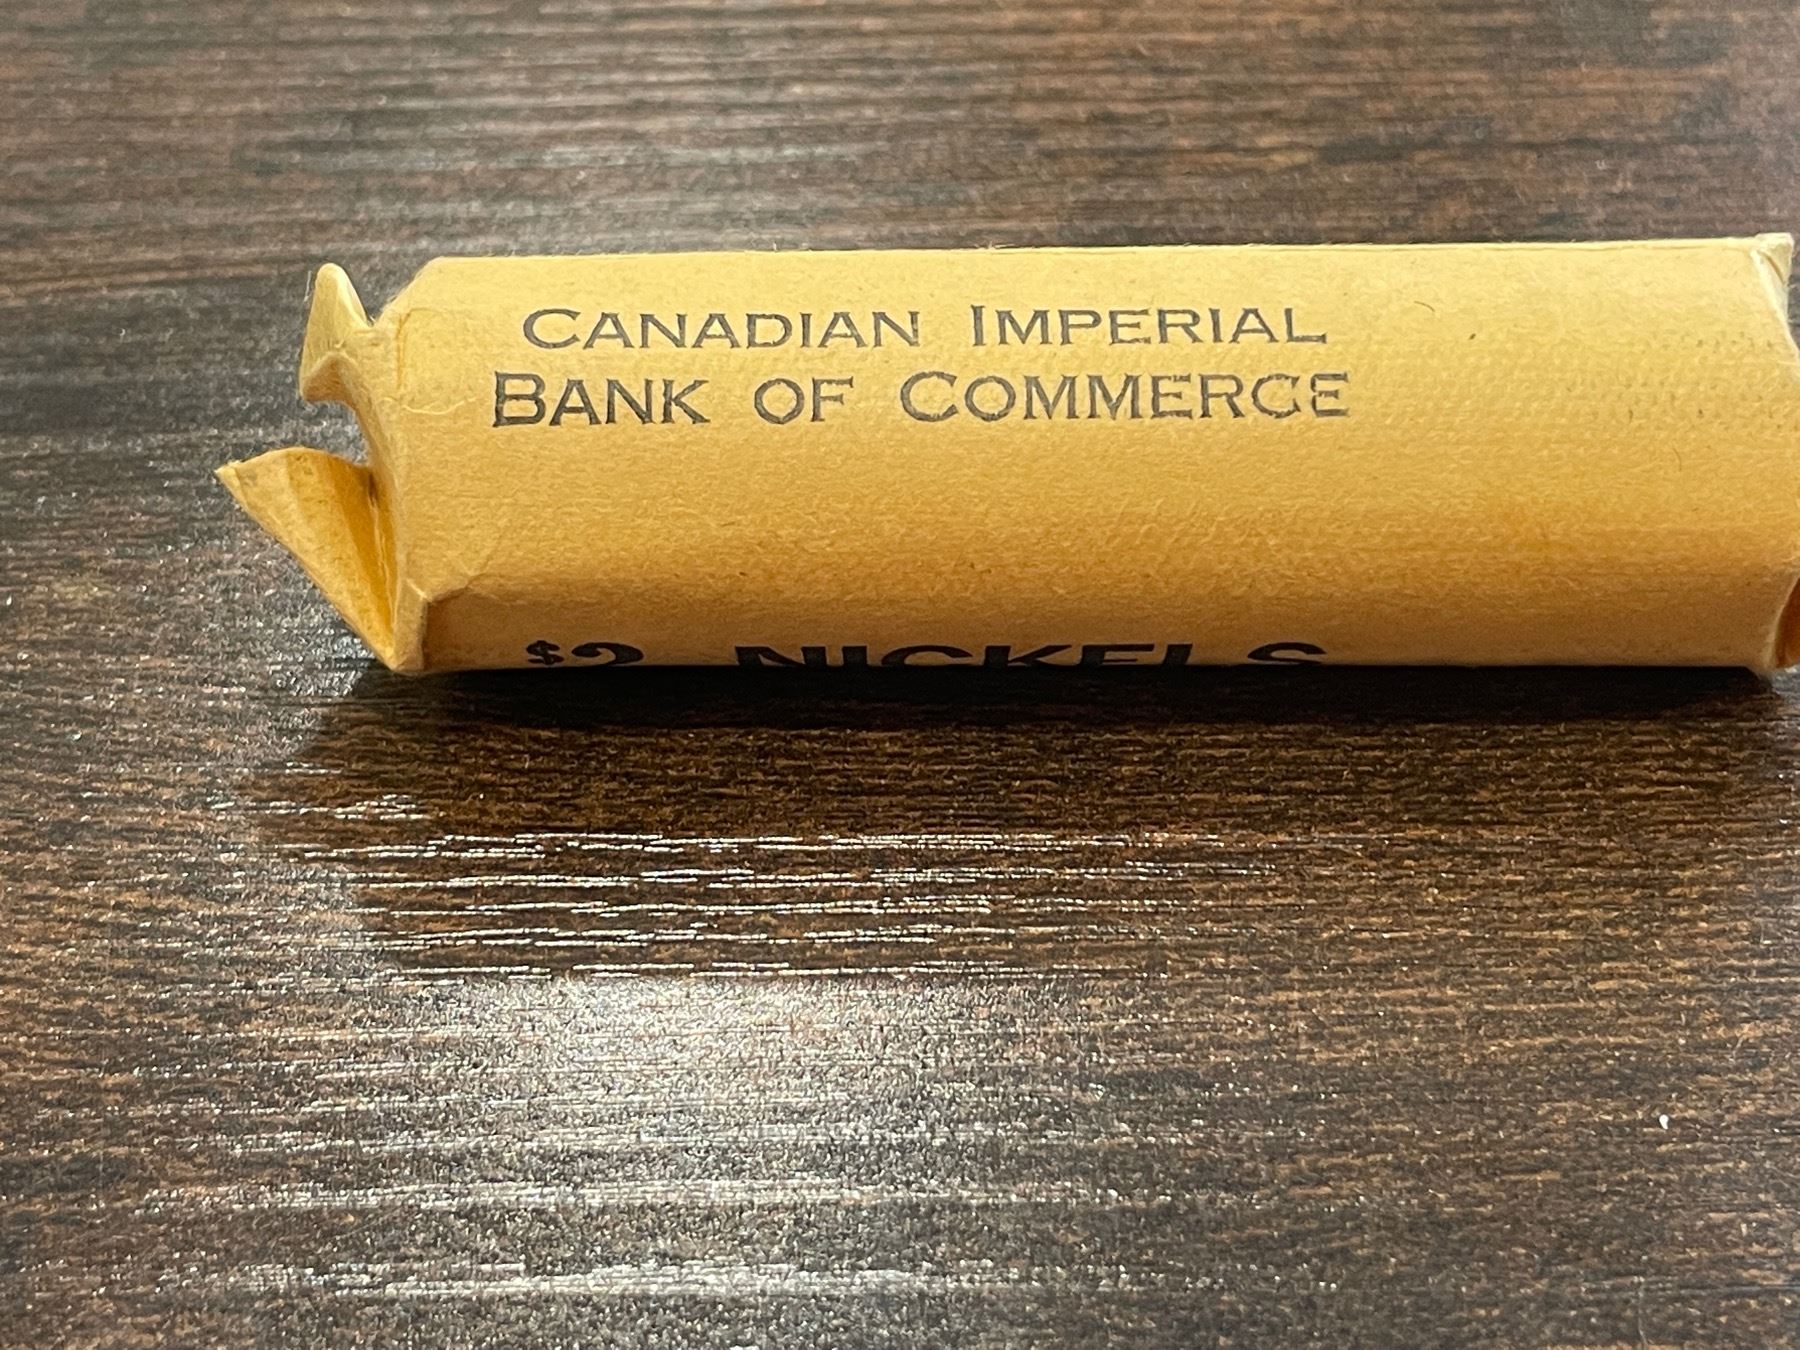 CANADIAN IMPERIAL
BANK OF COMMERCE
$2 NICKELS